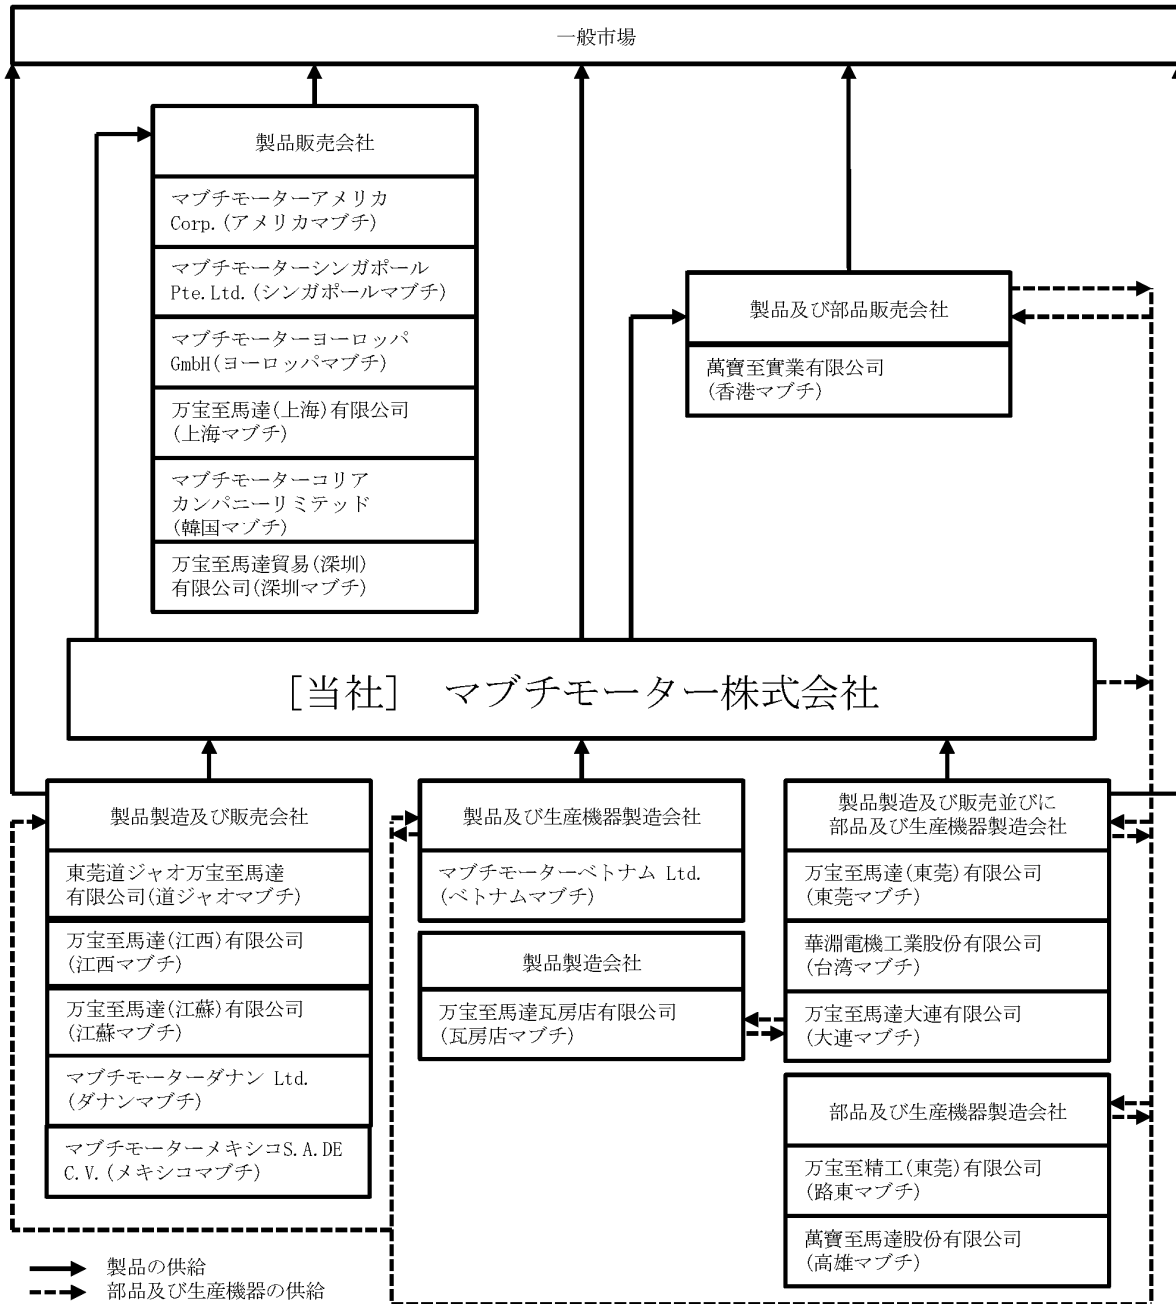 一般市場
製品販売会社
マブチモーターアメリカ
Corp.(アメリカマブチ)
マブチモーターシンガポール
Pte.Ltd.(シンガポールマブチ)
マブチモーターヨーロッパ
GmbH(ヨーロッパマブチ)
万宝至馬達(上海)有限公司
(上海マブチ)
マブチモーターコリア
カンパニーリミテッド
(韓国マブチ)
万宝至馬達貿易(深圳)
有限公司(深圳マブチ)
製品及び部品販売会社
萬寶至實業有限公司
(香港マブチ)
[当社] マブチモーター株式会社
製品製造及び販売会社
東莞道ジャオ万宝至馬達
有限公司(道ジャオマブチ)
万宝至馬達(江西)有限公司
(江西マブチ)
万宝至馬達(江蘇)有限公司
(江蘇マブチ)
マブチモーターダナン Ltd.
(ダナンマブチ)
マブチモーターメキシコS.A.DE
C.V.(メキシコマブチ)
製品及び生産機器製造会社
マブチモーターベトナム Ltd.
(ベトナムマブチ)
製品製造会社
万宝至馬達瓦房店有限公司
(瓦房店マブチ)
製品製造及び販売並びに
部品及び生産機器製造会社
万宝至馬達(東莞)有限公司
(東莞マブチ)
華淵電機工業股份有限公司
(台湾マブチ)
万宝至馬達大連有限公司
(大連マブチ)
部品及び生産機器製造会社
万宝至精工(東莞)有限公司
(路東マブチ)
萬寶至馬達股份有限公司
(高雄マブチ)
製品の供給
部品及び生産機器の供給